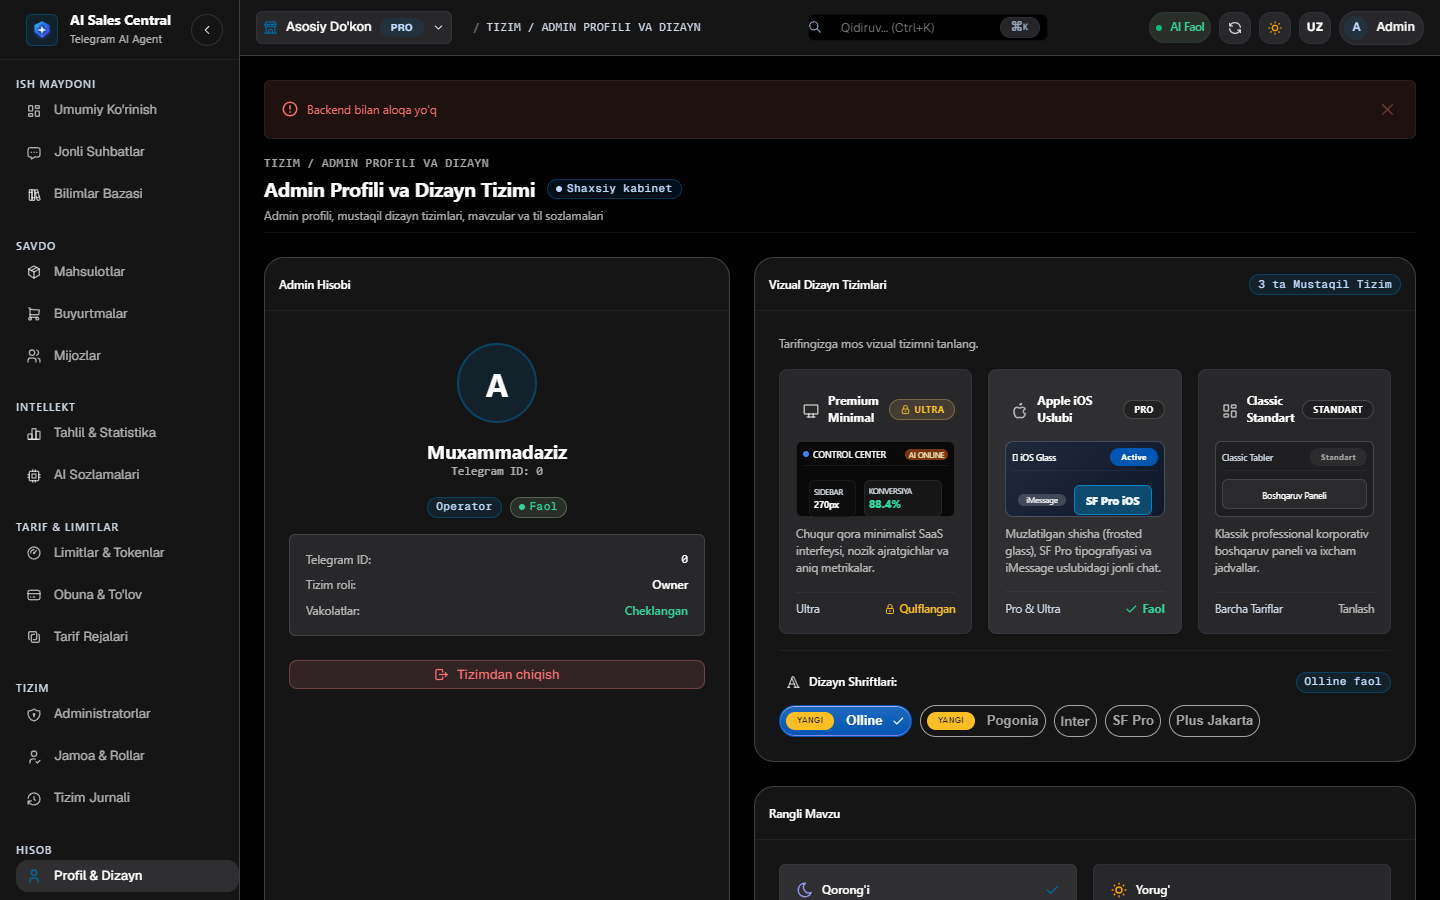 AI Sales Central
Telegram AI Agent
Asosiy Do'kon PRO
/ TIZIM / ADMIN PROFILI VA DIZAYN
Qidiruv... (Ctrl+K)
⌘K
AI Faol
UZ
A Admin
ISH MAYDONI
Umumiy Ko'rinish
Jonli Suhbatlar
Bilimlar Bazasi
SAVDO
Mahsulotlar
Buyurtmalar
Mijozlar
INTELLEKT
Tahlil & Statistika
AI Sozlamalari
TARIF & LIMITLAR
Limitlar & Tokenlar
Obuna & To'lov
Tarif Rejalari
TIZIM
Administratorlar
Jamoa & Rollar
Tizim Jurnali
HISOB
Profil & Dizayn
Backend bilan aloqa yo'q
TIZIM / ADMIN PROFILI VA DIZAYN
Admin Profili va Dizayn Tizimi
Shaxsiy kabinet
Admin profili, mustaqil dizayn tizimlari, mavzular va til sozlamalari
Admin Hisobi
A
Muxammadaziz
Telegram ID: 0
Operator
Faol
Telegram ID: 0
Tizim roli: Owner
Vakolatlar: Cheklangan
Tizimdan chiqish
Vizual Dizayn Tizimlari
3 ta Mustaqil Tizim
Tarifingizga mos vizual tizimni tanlang.
Premium
Minimal
ULTRA
CONTROL CENTER
AI ONLINE
SIDEBAR
270px
KONVERSIYA
88.4%
Chuqur qora minimalist SaaS
interfeysi, nozik ajratgichlar va
aniq metrikalar.
Ultra
Qulflangan
Apple iOS
Uslubi
PRO
iOS Glass
Active
iMessage
SF Pro iOS
Muzlatilgan shisha (frosted
glass), SF Pro tipografiyasi va
iMessage uslubidagi jonli chat.
Pro & Ultra
Faol
Classic
Standart
STANDART
Classic Tabler
Standart
Boshqaruv Paneli
Klassik professional korporativ
boshqaruv paneli va ixcham
jadvallar.
Barcha Tariflar
Tanlash
Dizayn Shriftlari:
Olline faol
YANGI Olline
YANGI Pogonia
Inter
SF Pro
Plus Jakarta
Rangli Mavzu
Qorong'i
Yorug'